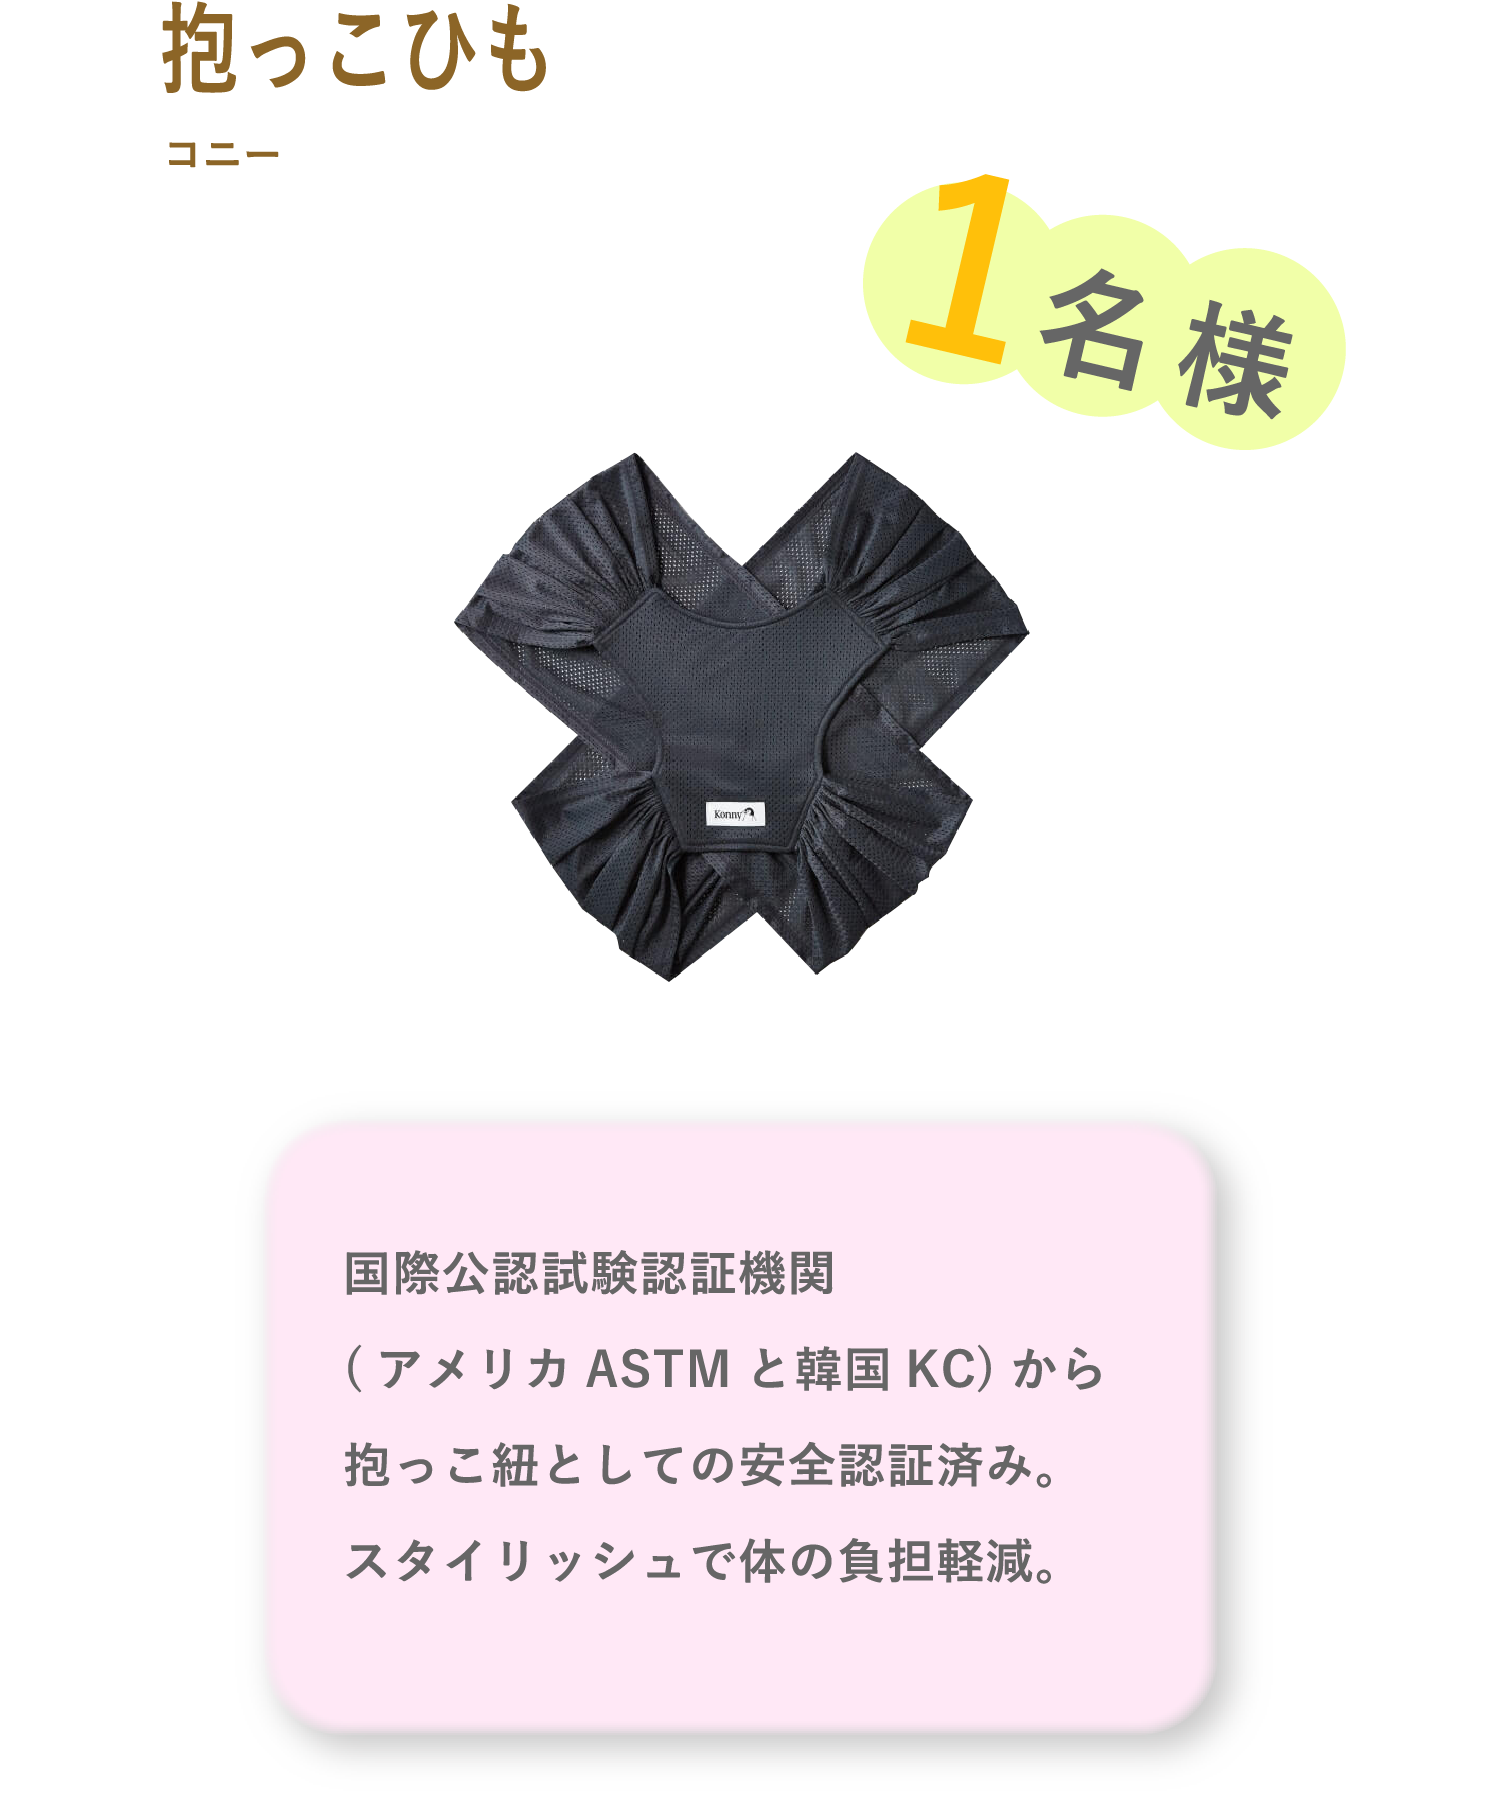 抱っこひも
コニー
1名様
Konny
国際公認試験認証機関
(アメリカ ASTM と韓国 KC) から
抱っこ紐としての安全認証済み。
スタイリッシュで体の負担軽減。